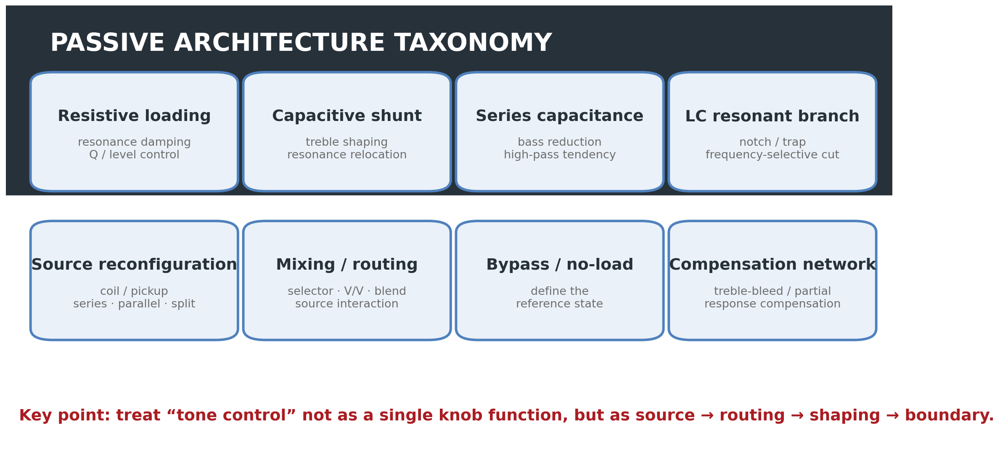 PASSIVE ARCHITECTURE TAXONOMY
Resistive loading
resonance damping
Q / level control
Capacitive shunt
treble shaping
resonance relocation
Series capacitance
bass reduction
high-pass tendency
LC resonant branch
notch / trap
frequency-selective cut
Source reconfiguration
coil / pickup
series · parallel · split
Mixing / routing
selector · V/V · blend
source interaction
Bypass / no-load
define the
reference state
Compensation network
treble-bleed / partial
response compensation
Key point: treat “tone control” not as a single knob function, but as source → routing → shaping → boundary.